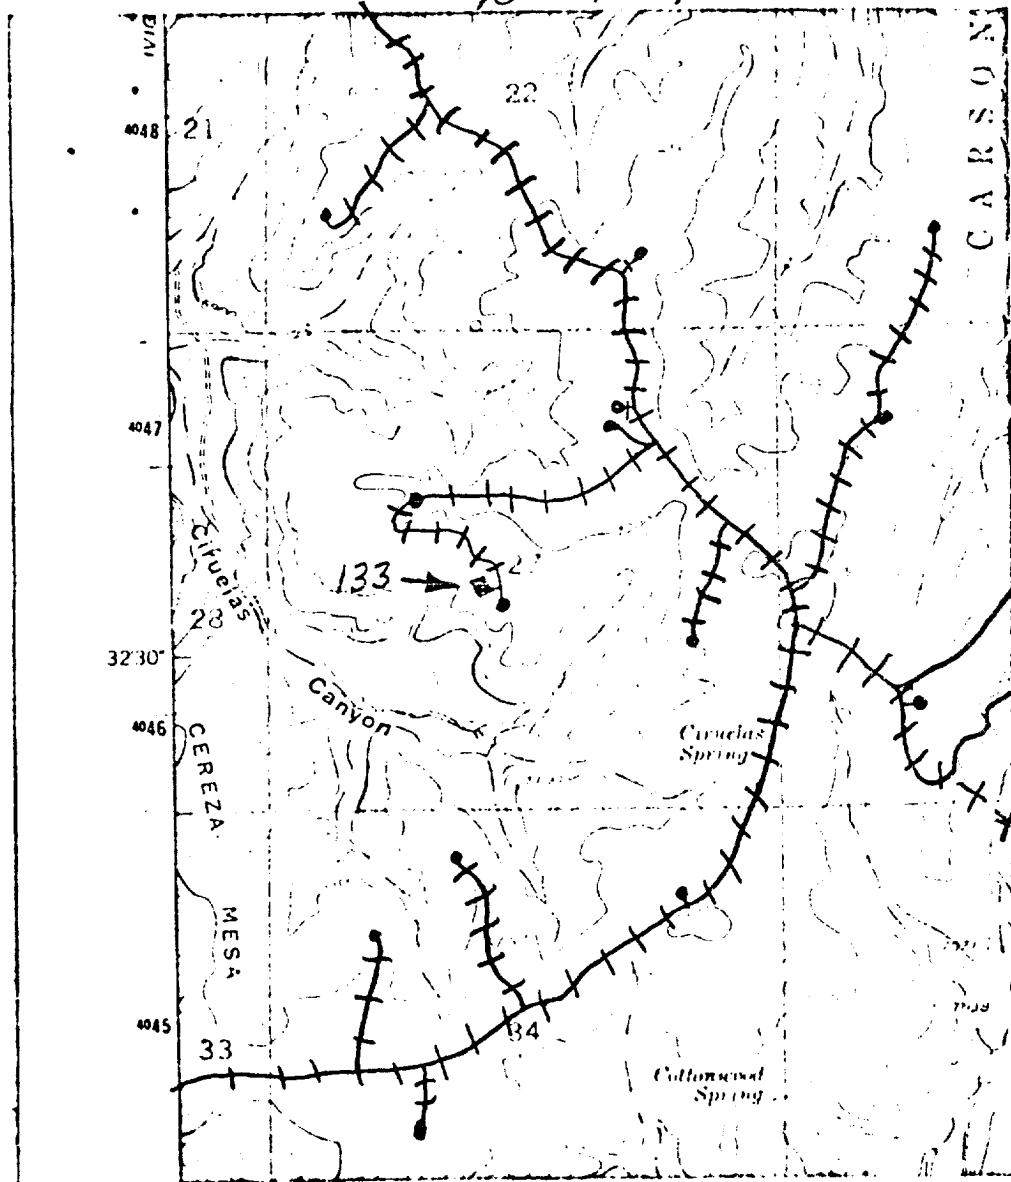 22
4048
21
CARSON
4047
133
Ciruelas
28
32'30"
Canyon
4046
CEREZA
Ciruelas
Spring
MESA
4045
33
34
Cottonwood
Spring